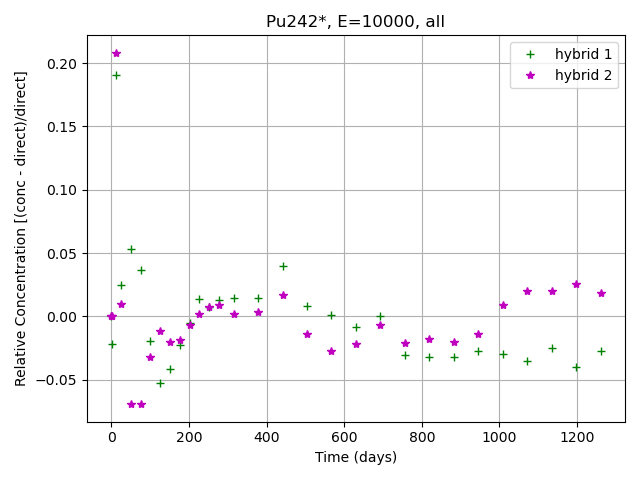 Pu242*, E=10000, all
Relative Concentration [(conc - direct)/direct]
0.20
0.15
0.10
0.05
0.00
−0.05
hybrid 1
hybrid 2
0 200 400 600 800 1000 1200
Time (days)